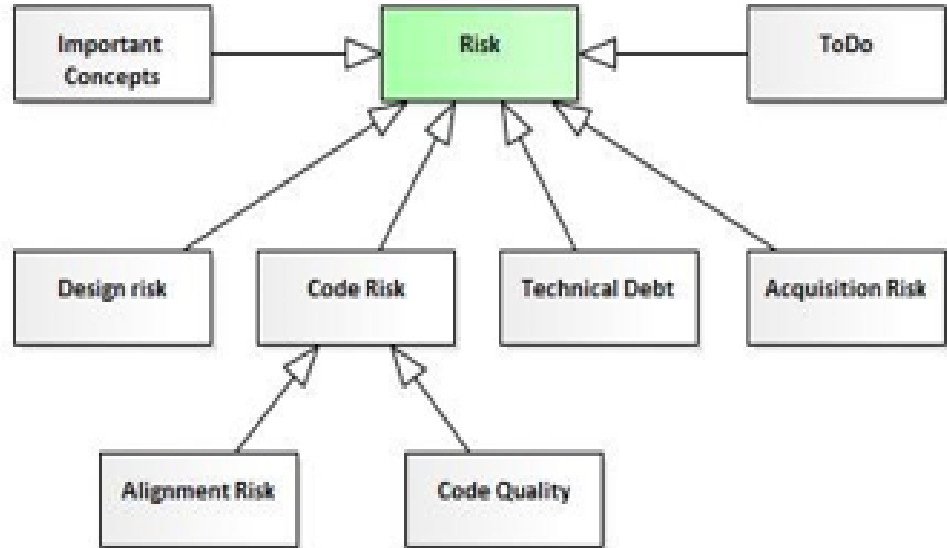 Important
Concepts
Risk
ToDo
Design risk
Code Risk
Technical Debt
Acquisition Risk
Alignment Risk
Code Quality